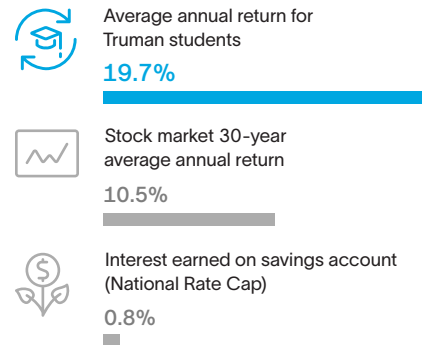 Average annual return for
Truman students
19.7%
Stock market 30-year
average annual return
10.5%
$
Interest earned on savings account
(National Rate Cap)
0.8%